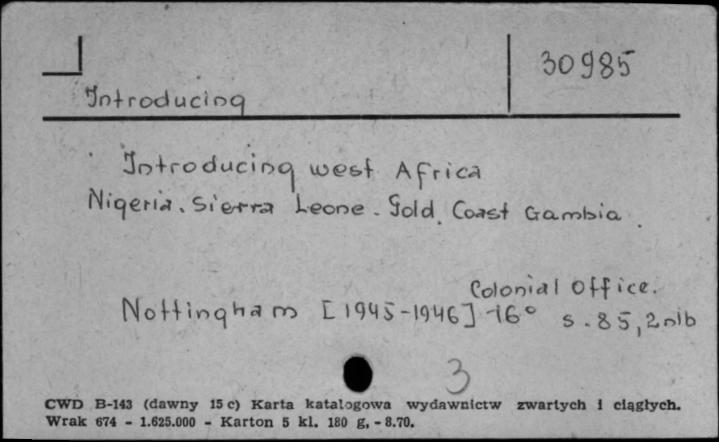 30985
Introducing
Introducing west Africa
Nigeria. Sierra Leone. Gold Coast Gambia.
Colonial Office.
Nottingham [1945-1946] 16° s. 85, 2nlb
3
CWD B-143 (dawny 15 c) Karta katalogowa wydawnictw zwartych i ciągłych.
Wrak 674 - 1.625.000 - Karton 5 kl. 180 g, - 8.70.